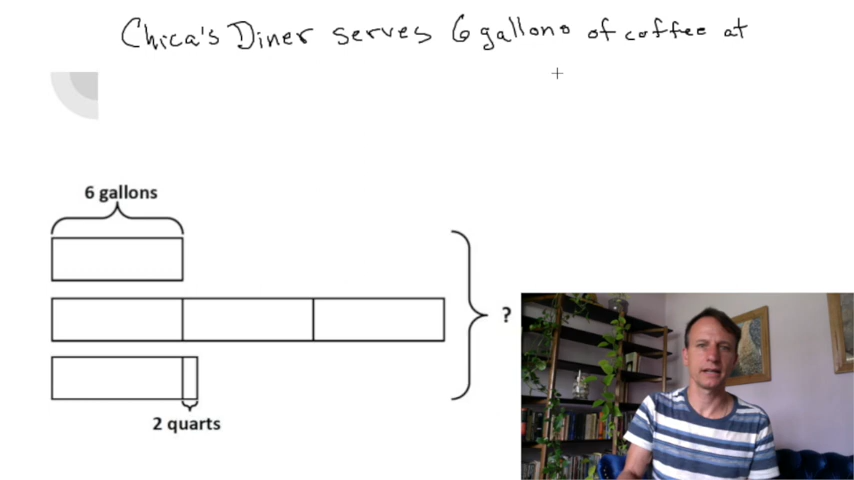 Chica's Diner serves 6 gallons of coffee at
6 gallons
?
2 quarts